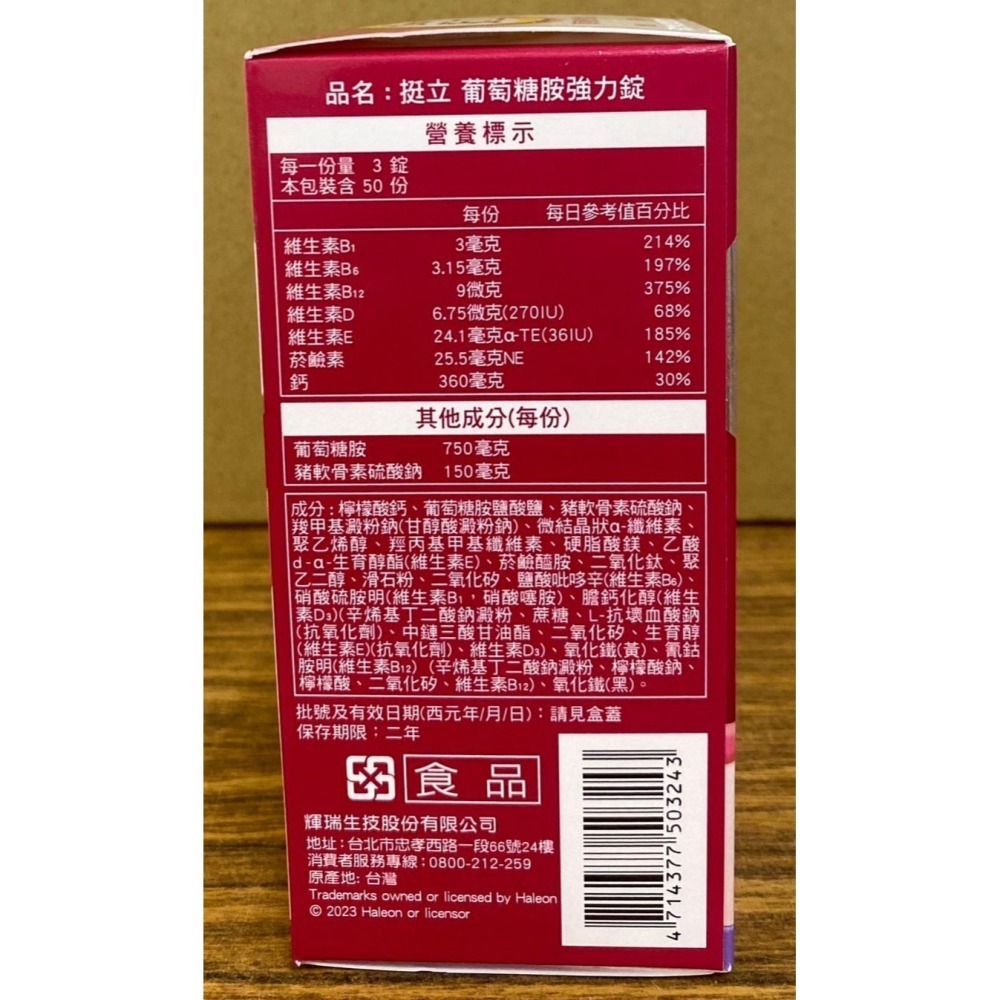 品名：挺立 葡萄糖胺強力錠
營養標示
每一份量 3 錠
本包裝含 50 份
每份 每日參考值百分比
維生素B₁ 3毫克 214%
維生素B₆ 3.15毫克 197%
維生素B₁₂ 9微克 375%
維生素D 6.75微克(270IU) 68%
維生素E 24.1毫克α-TE(36IU) 185%
菸鹼素 25.5毫克NE 142%
鈣 360毫克 30%
其他成分(每份)
葡萄糖胺 750毫克
豬軟骨素硫酸鈉 150毫克
成分：檸檬酸鈣、葡萄糖胺鹽酸鹽、豬軟骨素硫酸鈉、
羧甲基澱粉鈉(甘醇酸澱粉鈉)、微結晶狀α-纖維素、
聚乙烯醇、羥丙基甲基纖維素、硬脂酸鎂、乙酸
d-α-生育醇酯(維生素E)、菸鹼醯胺、二氧化鈦、聚
乙二醇、滑石粉、二氧化矽、鹽酸吡哆辛(維生素B₆)、
硝酸硫胺明(維生素B₁，硝酸噻胺)、膽鈣化醇(維生
素D₃)(辛烯基丁二酸鈉澱粉、蔗糖、L-抗壞血酸鈉
(抗氧化劑)、中鏈三酸甘油酯、二氧化矽、生育醇
(維生素E)(抗氧化劑)、維生素D₃)、氧化鐵(黃)、氰鈷
胺明(維生素B₁₂) (辛烯基丁二酸鈉澱粉、檸檬酸鈉、
檸檬酸、二氧化矽、維生素B₁₂)、氧化鐵(黑)。
批號及有效日期(西元年/月/日)：請見盒蓋
保存期限：二年
食品
輝瑞生技股份有限公司
地址：台北市忠孝西路一段66號24樓
消費者服務專線：0800-212-259
原產地: 台灣
Trademarks owned or licensed by Haleon
© 2023 Haleon or licensor
4 714377 503243